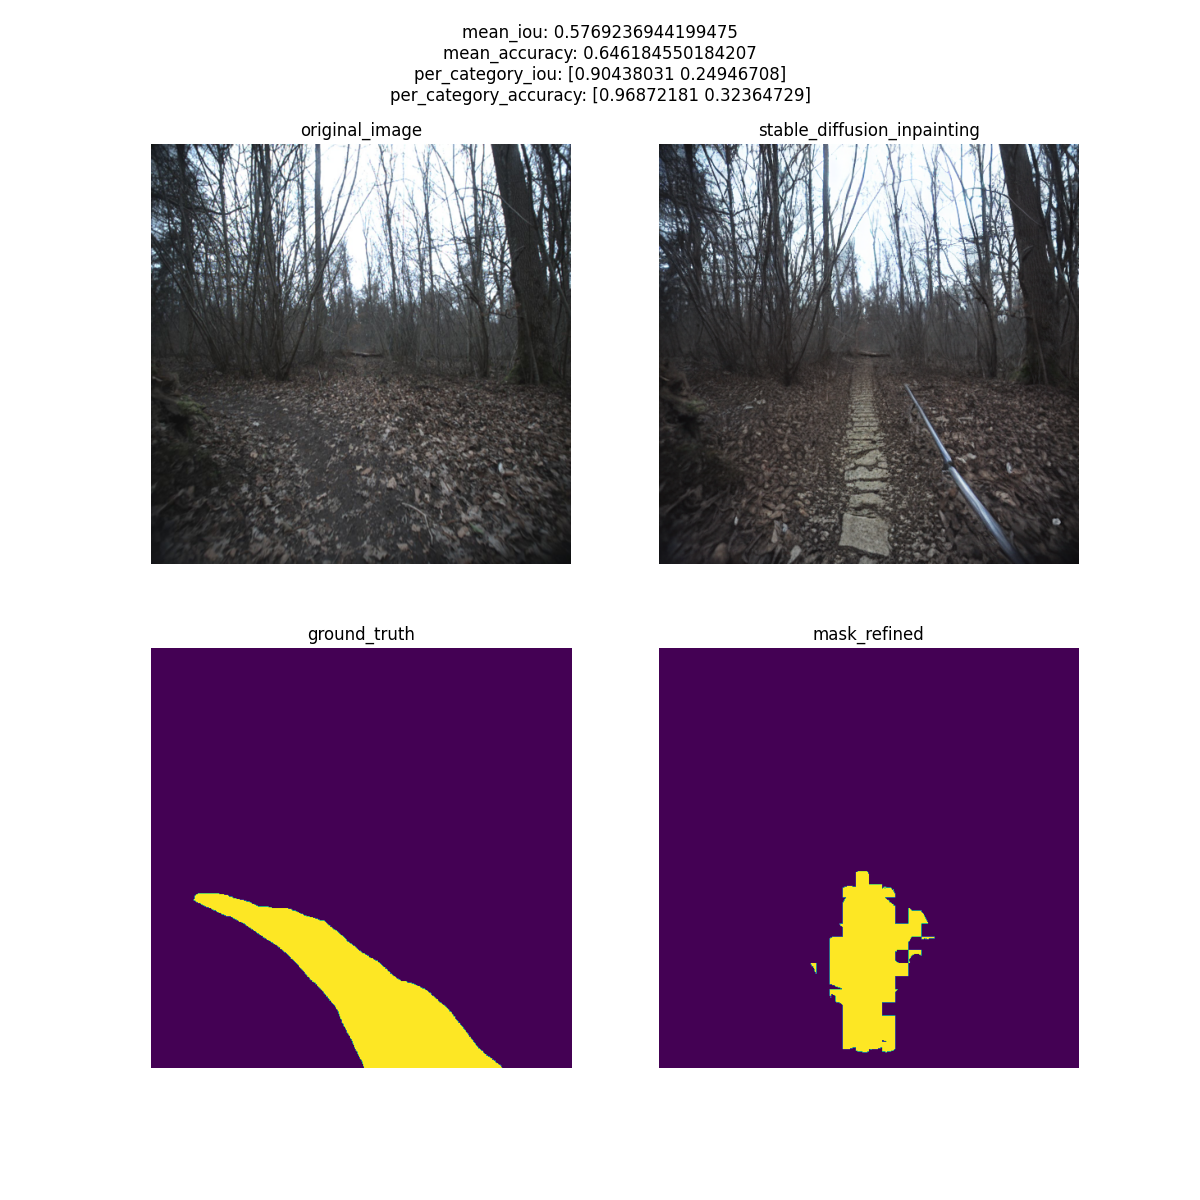 mean_iou: 0.5769236944199475
mean_accuracy: 0.646184550184207
per_category_iou: [0.90438031 0.24946708]
per_category_accuracy: [0.96872181 0.32364729]
original_image
stable_diffusion_inpainting
ground_truth
mask_refined